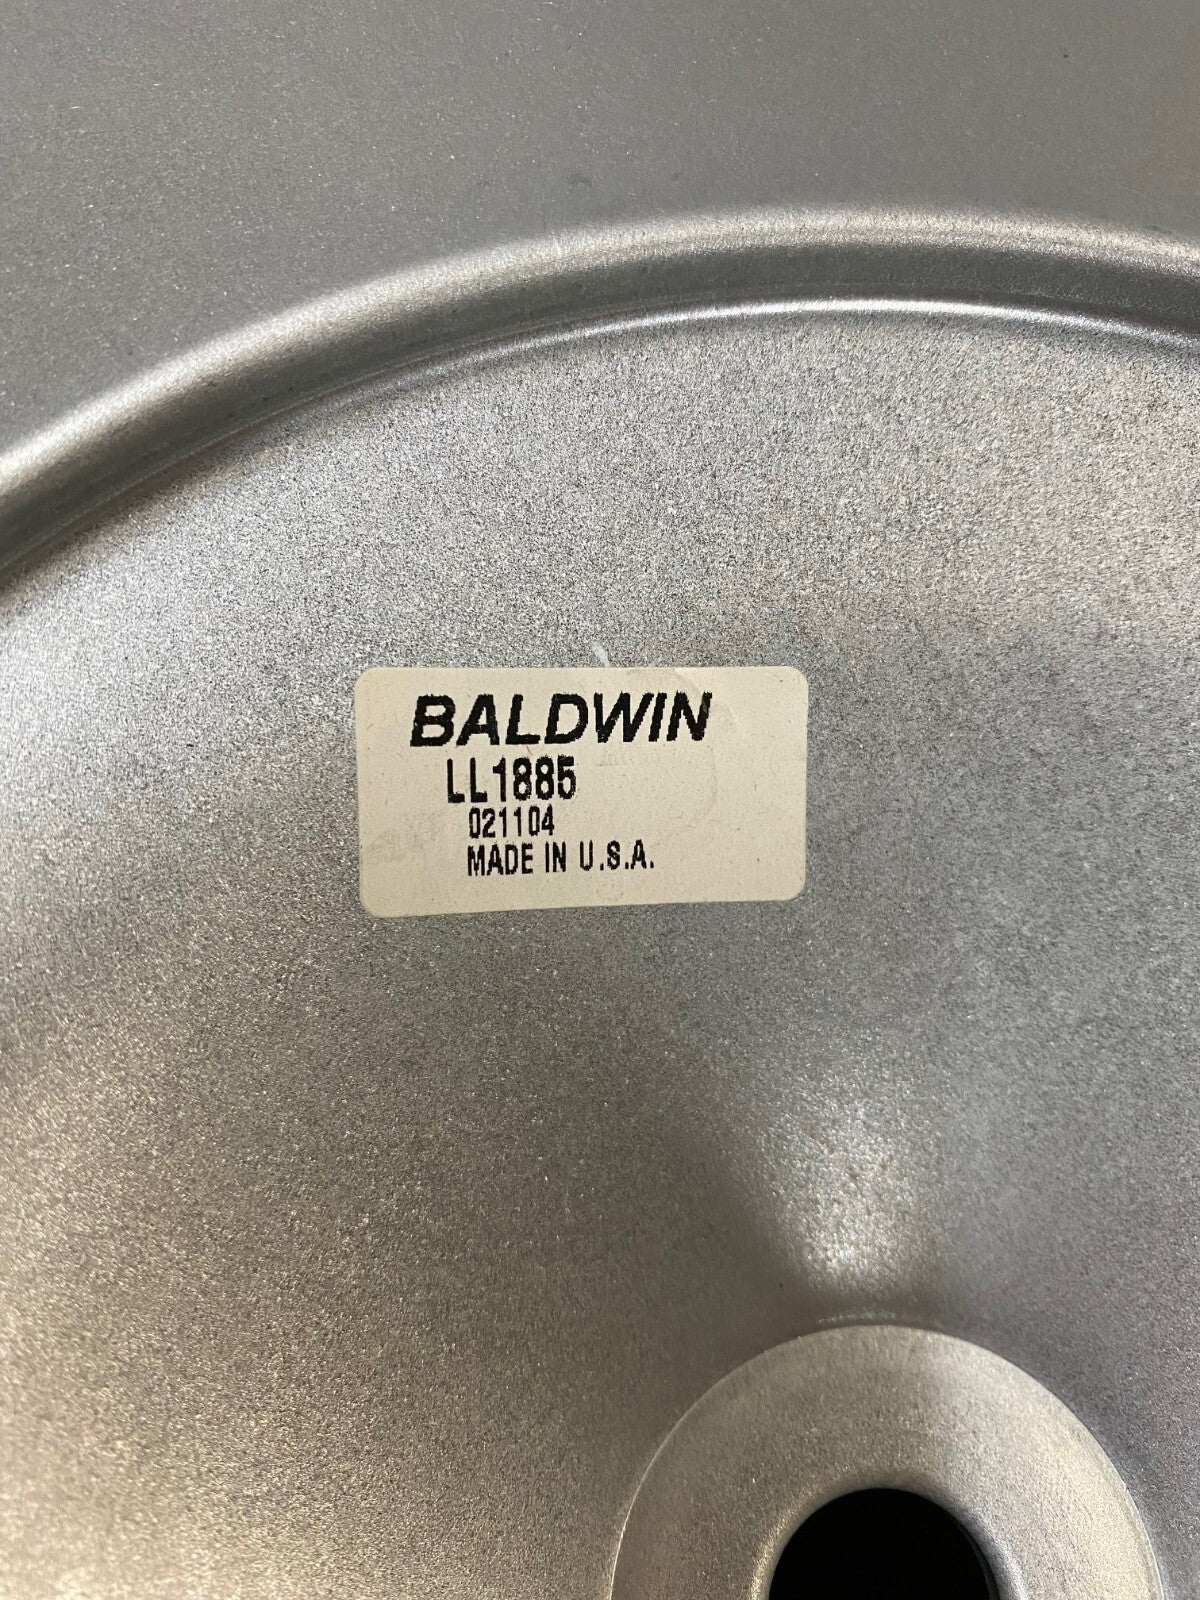 BALDWIN
LL1885
021104
MADE IN U.S.A.